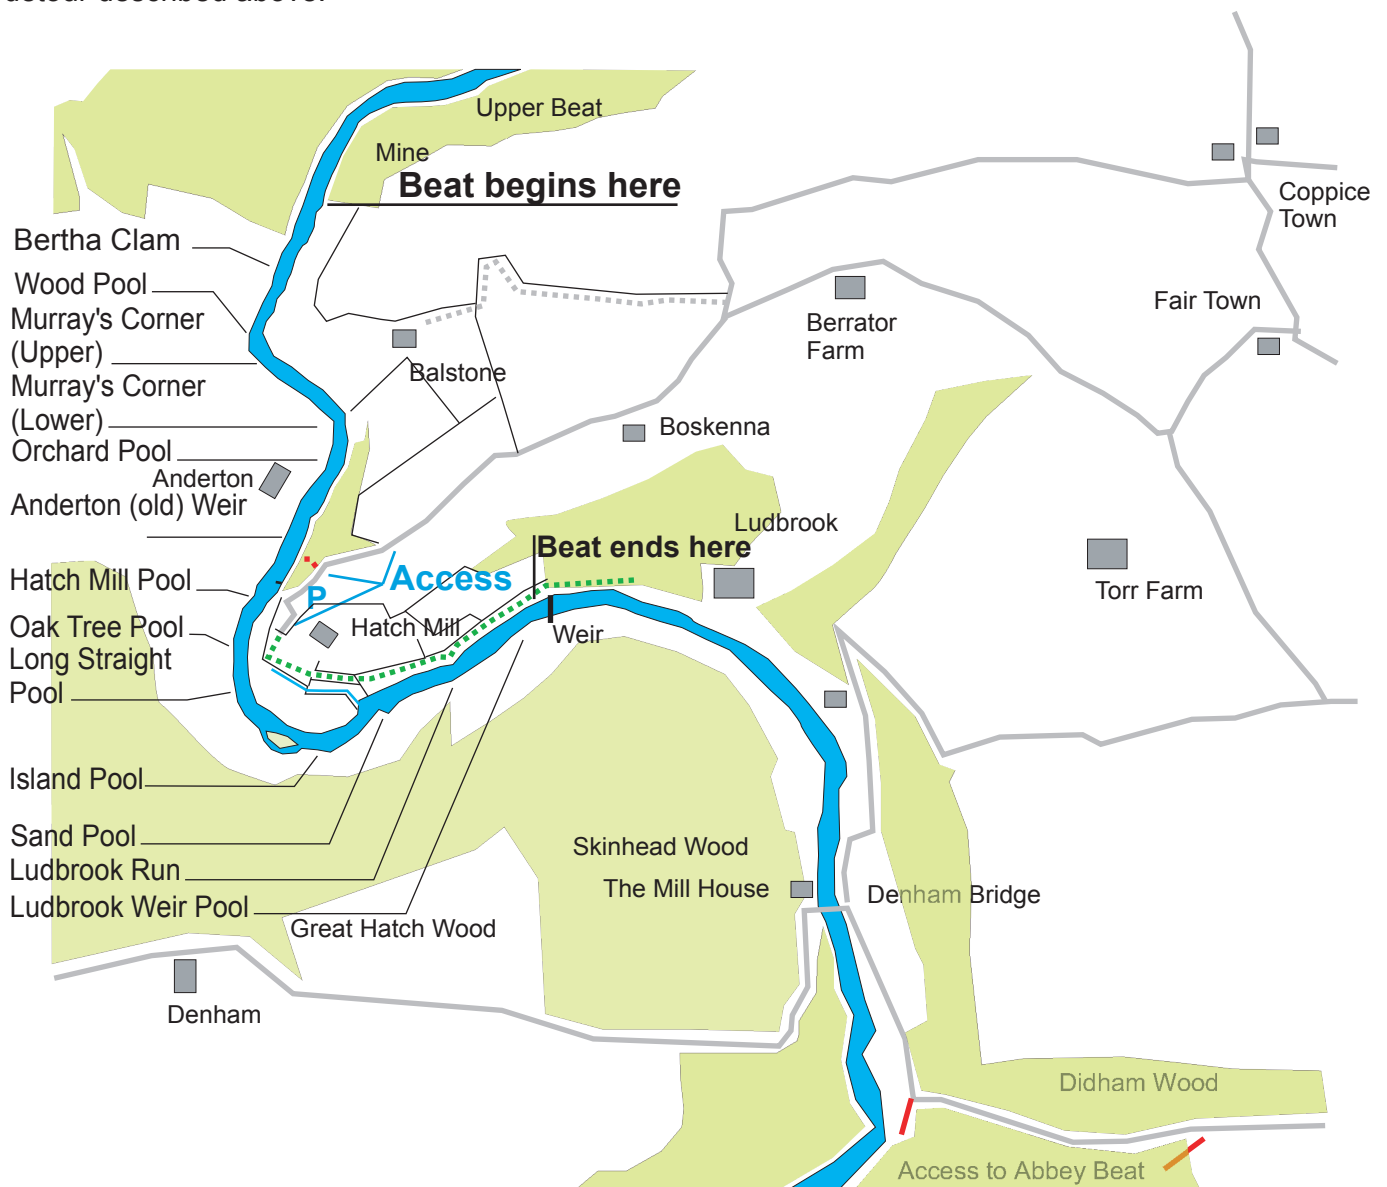 Upper Beat
Mine
Beat begins here
Coppice
Town
Bertha Clam
Wood Pool
Murray's Corner
(Upper)
Murray's Corner
(Lower)
Orchard Pool
Anderton
Anderton (old) Weir
Hatch Mill Pool
Oak Tree Pool
Long Straight
Pool
Island Pool
Sand Pool
Ludbrook Run
Ludbrook Weir Pool
Fair Town
Berrator
Farm
Balstone
Boskenna
Ludbrook
Beat ends here
Access
P
Hatch Mill
Weir
Torr Farm
Skinhead Wood
The Mill House
Denham Bridge
Great Hatch Wood
Denham
Didham Wood
Access to Abbey Beat